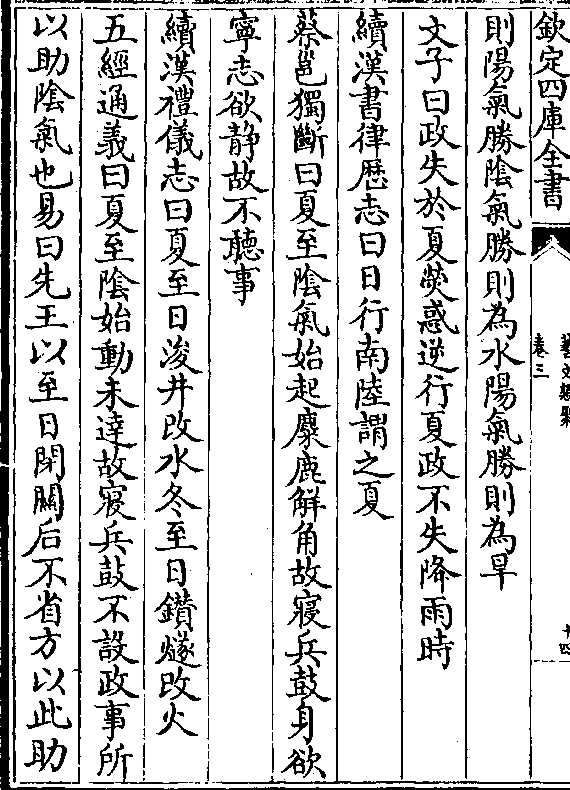 欽定四庫全書
藝文類聚
卷三
十四
則陽氣勝陰氣勝則為水陽氣勝則為旱
文子曰政失於夏熒惑逆行夏政不失降雨時
續漢書律歴志曰日行南陸謂之夏
蔡邕獨斷曰夏至陰氣始起麋鹿觧角故寢兵鼓身欲
寧志欲静故不聽事
續漢禮儀志曰夏至日浚井改水冬至日鑚燧改火
五經通義曰夏至陰始動未達故寢兵鼓不設政事所
以助陰氣也易曰先王以至日閉關后不省方以此助